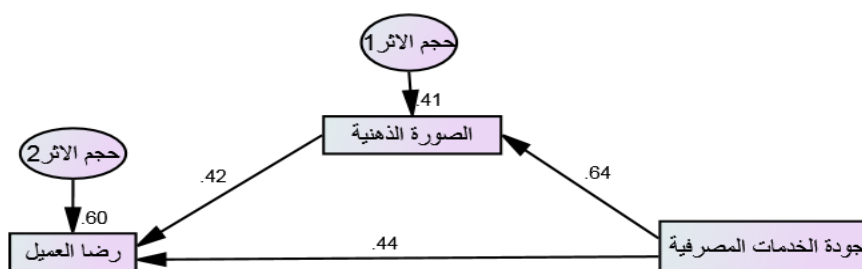 حجم الاثر1
.41
الصورة الذهنية
حجم الاثر2
.42
.64
.60
رضا العميل
.44
جودة الخدمات المصرفية